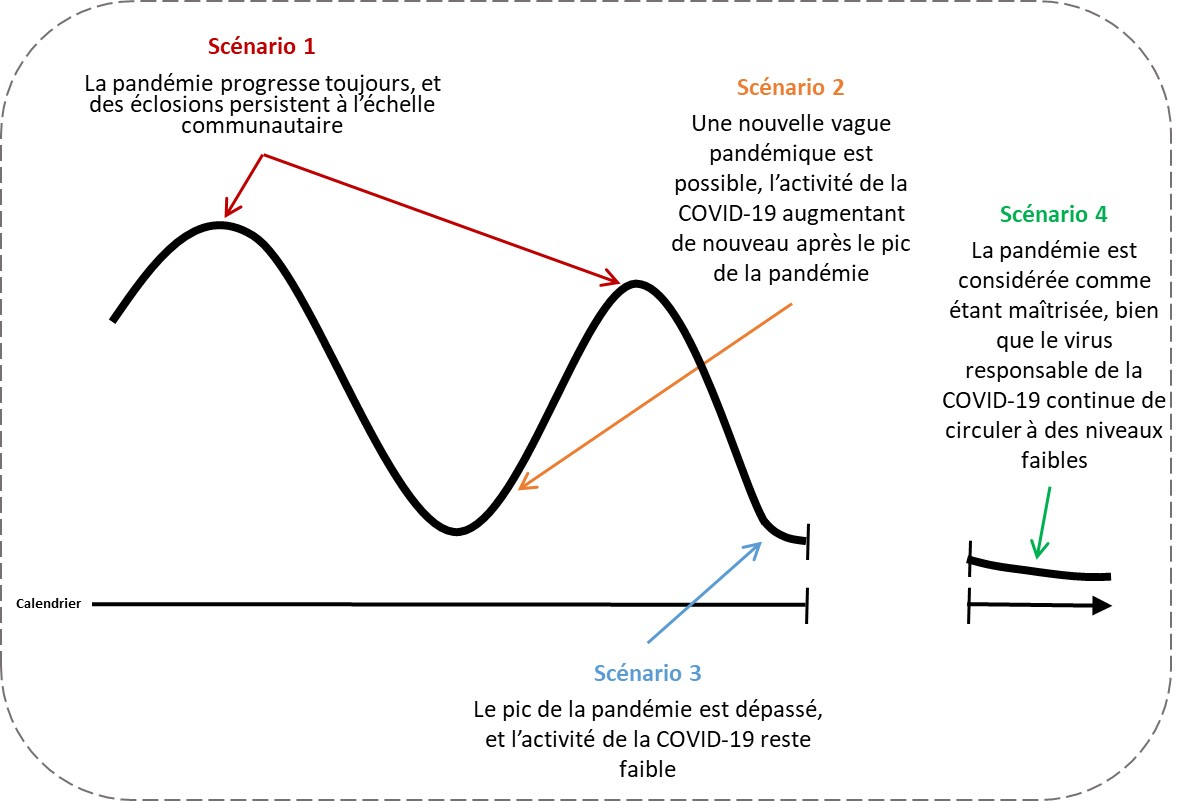 Scénario 1
La pandémie progresse toujours, et
des éclosions persistent à l’échelle
communautaire
Scénario 2
Une nouvelle vague
pandémique est
possible, l’activité de la
COVID-19 augmentant
de nouveau après le pic
de la pandémie
Scénario 4
La pandémie est
considérée comme
étant maîtrisée, bien
que le virus
responsable de la
COVID-19 continue de
circuler à des niveaux
faibles
Calendrier
Scénario 3
Le pic de la pandémie est dépassé,
et l’activité de la COVID-19 reste
faible